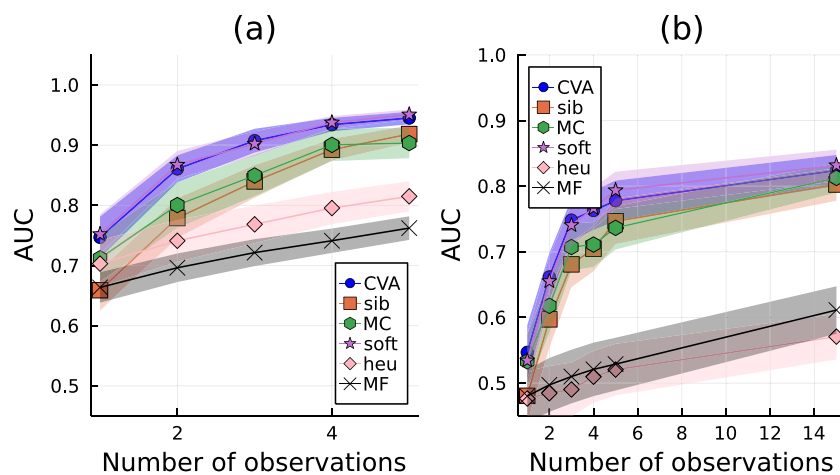 (a)
1.0
0.9
0.8
0.7
0.6
0.5
AUC
2
4
Number of observations
CVA
sib
MC
soft
heu
MF
(b)
1.0
0.9
0.8
0.7
0.6
0.5
AUC
2 4 6 8 10 12 14
Number of observations
CVA
sib
MC
soft
heu
MF